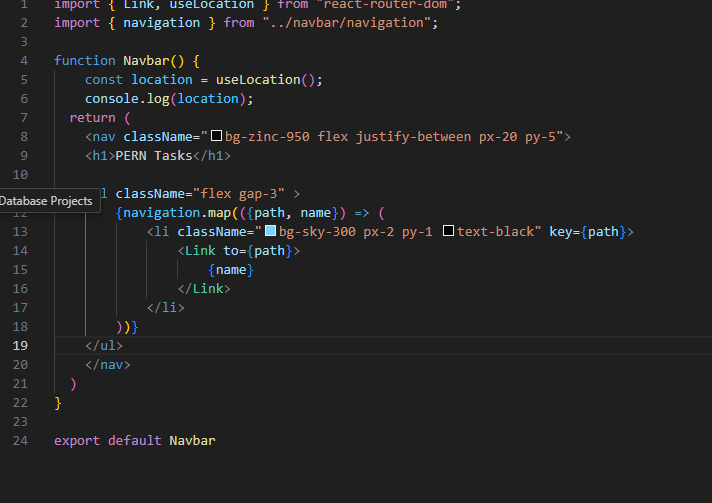 1 import { Link, useLocation } from "react-router-dom";
2 import { navigation } from "../navbar/navigation";
3
4 function Navbar() {
5 const location = useLocation();
6 console.log(location);
7 return (
8 <nav className="bg-zinc-950 flex justify-between px-20 py-5">
9 <h1>PERN Tasks</h1>
10
l className="flex gap-3" >
Database Projects
12 {navigation.map(({path, name}) => (
13 <li className="bg-sky-300 px-2 py-1 text-black" key={path}>
14 <Link to={path}>
15 {name}
16 </Link>
17 </li>
18 ))}
19 </ul>
20 </nav>
21 )
22 }
23
24 export default Navbar